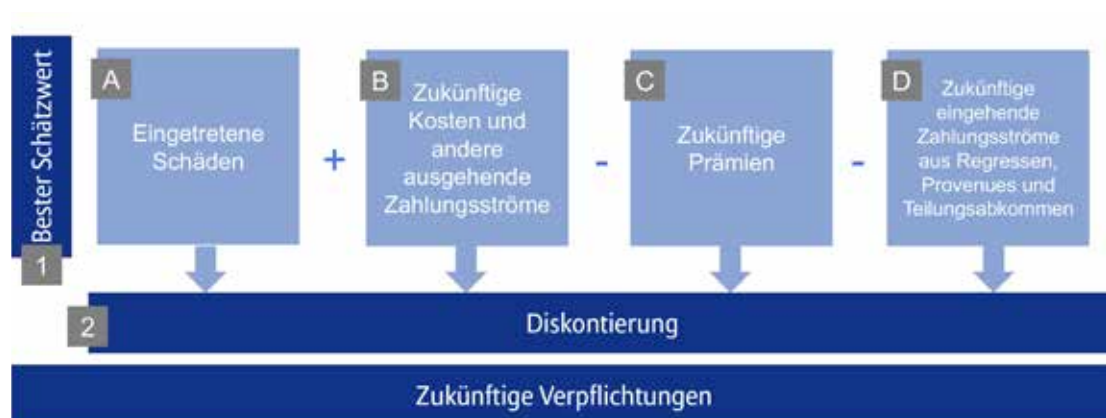 Bester Schätzwert
1
A
Eingetretene
Schäden
+
B
Zukünftige
Kosten und
andere
ausgehende
Zahlungsströme
-
C
Zukünftige
Prämien
-
D
Zukünftige
eingehende
Zahlungsströme
aus Regressen,
Provenues und
Teilungsabkommen
2
Diskontierung
Zukünftige Verpflichtungen